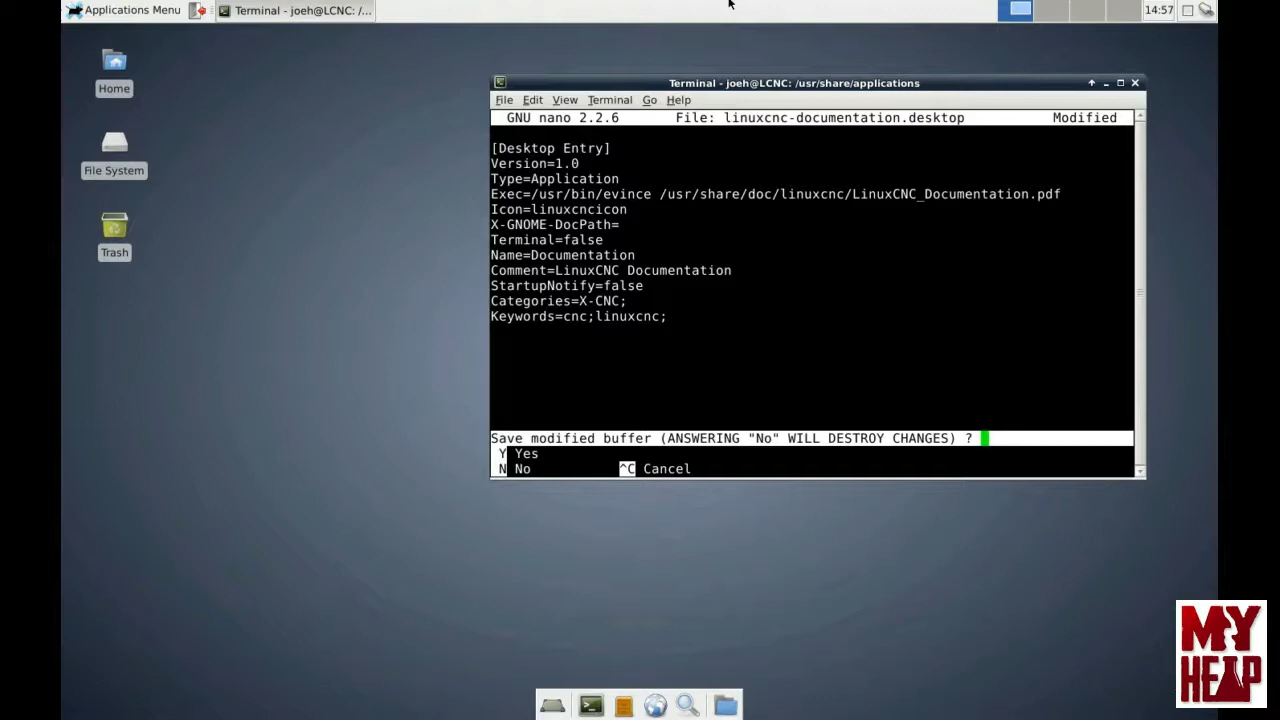 Applications Menu
Terminal - joeh@LCNC: /...
14:57
Home
File System
Trash
Terminal - joeh@LCNC: /usr/share/applications
File Edit View Terminal Go Help
GNU nano 2.2.6 File: linuxcnc-documentation.desktop Modified
[Desktop Entry]
Version=1.0
Type=Application
Exec=/usr/bin/evince /usr/share/doc/linuxcnc/LinuxCNC_Documentation.pdf
Icon=linuxcncicon
X-GNOME-DocPath=
Terminal=false
Name=Documentation
Comment=LinuxCNC Documentation
StartupNotify=false
Categories=X-CNC;
Keywords=cnc;linuxcnc;
Save modified buffer (ANSWERING "No" WILL DESTROY CHANGES) ?
Y Yes
N No ^C Cancel
MY
HEAP